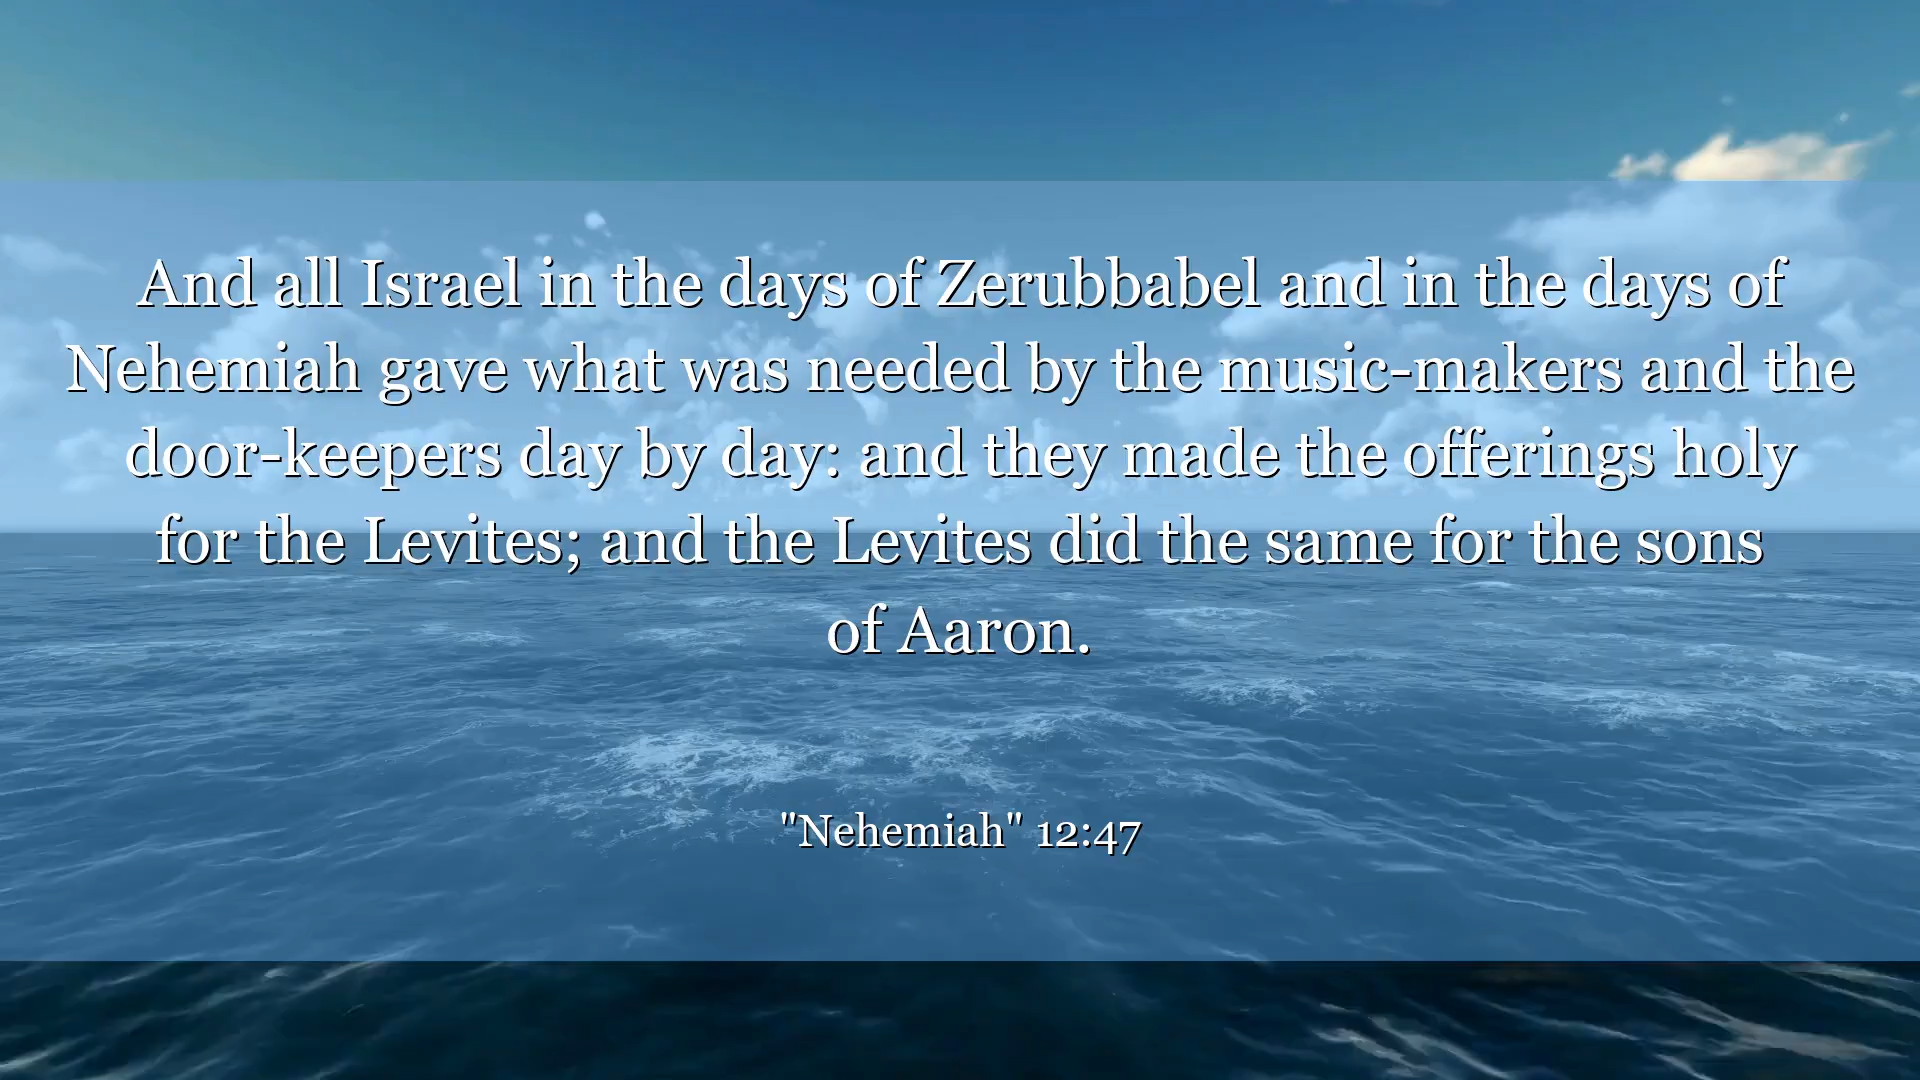 And all Israel in the days of Zerubbabel and in the days of
Nehemiah gave what was needed by the music-makers and the
door-keepers day by day: and they made the offerings holy
for the Levites; and the Levites did the same for the sons
of Aaron.
"Nehemiah" 12:47